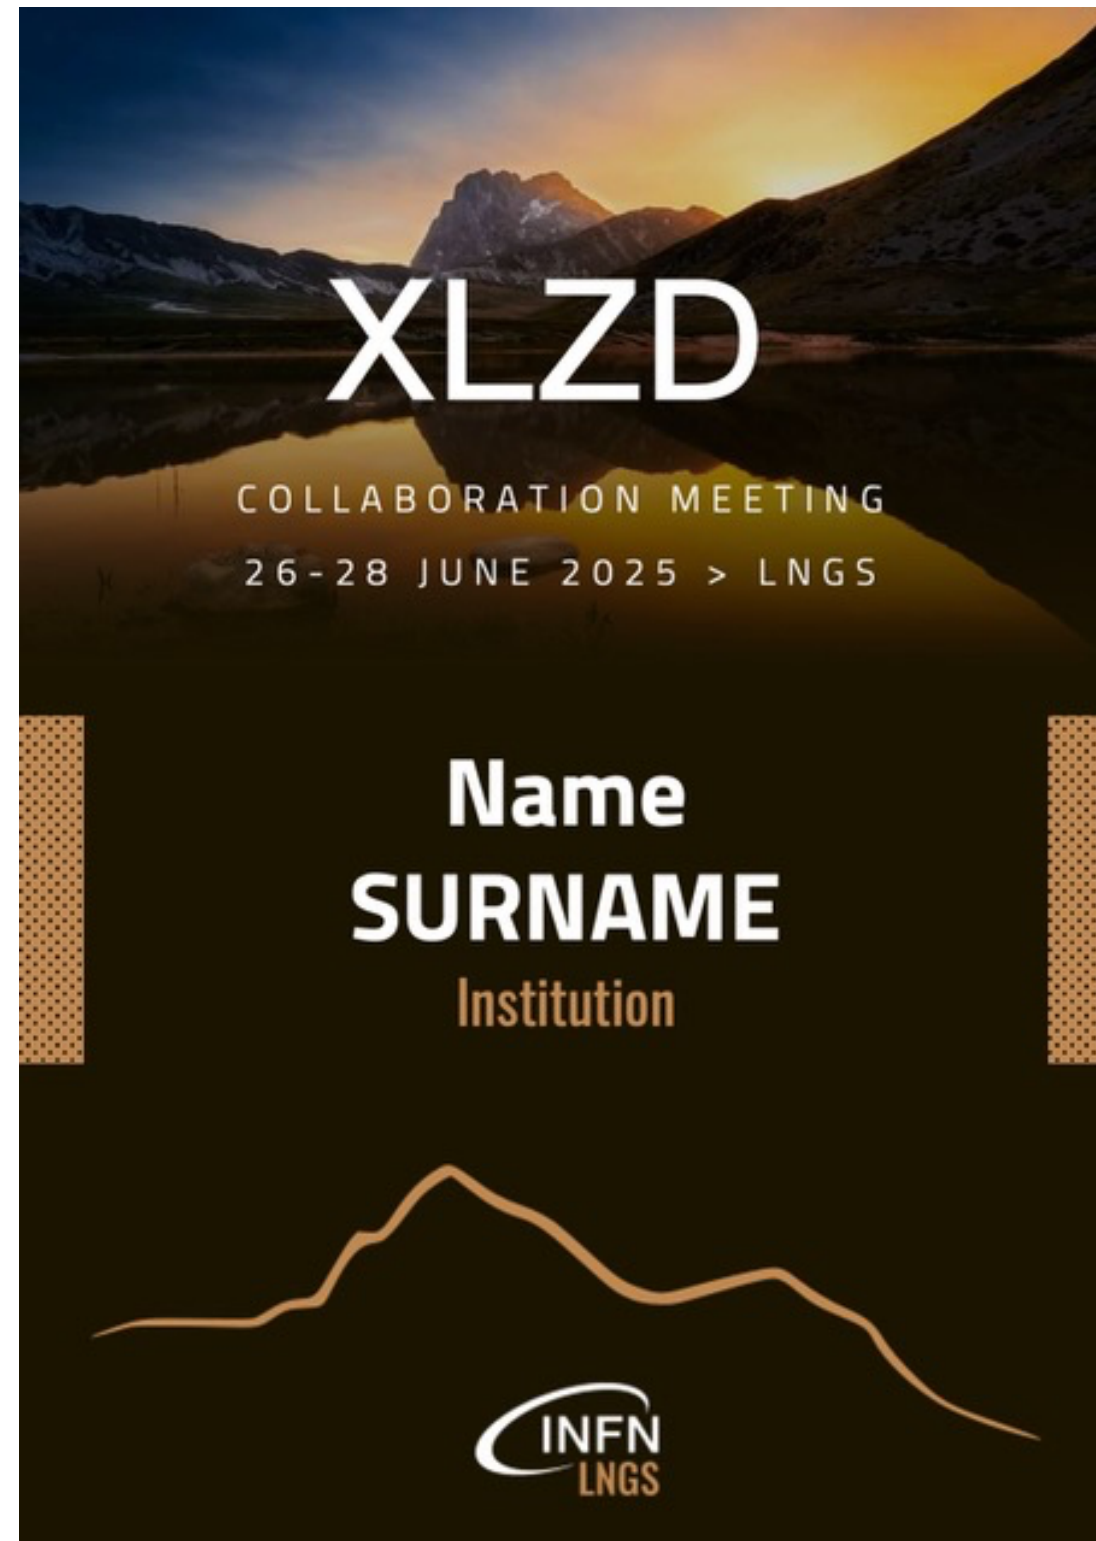 XLZD
COLLABORATION MEETING
26-28 JUNE 2025 > LNGS
Name
SURNAME
Institution
INFN
LNGS